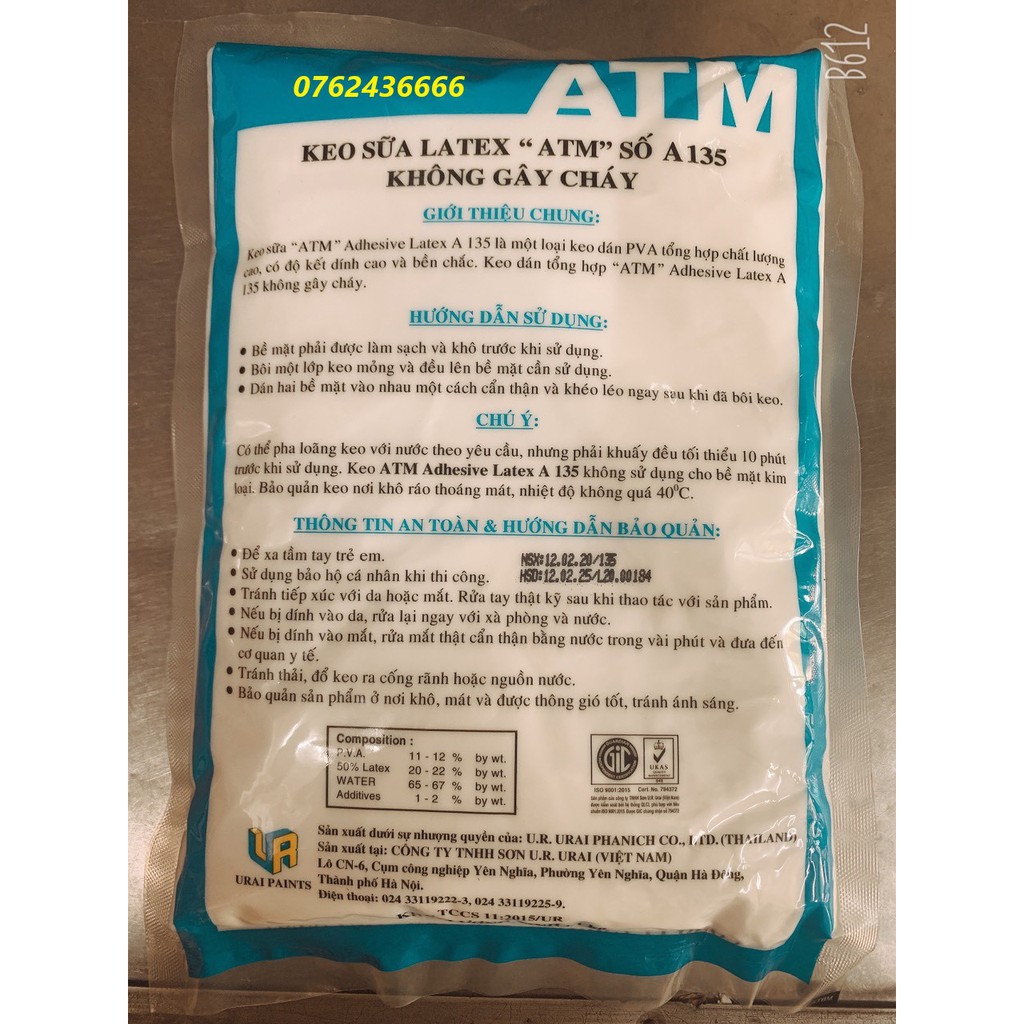 B612
0762436666
ATM
KEO SỮA LATEX “ ATM” SỐ A 135
KHÔNG GÂY CHÁY
GIỚI THIỆU CHUNG:
Keo sữa “ATM” Adhesive Latex A 135 là một loại keo dán PVA tổng hợp chất lượng
cao, có độ kết dính cao và bền chắc. Keo dán tổng hợp “ATM” Adhesive Latex A
135 không gây cháy.
HƯỚNG DẪN SỬ DỤNG:
• Bề mặt phải được làm sạch và khô trước khi sử dụng.
• Bôi một lớp keo mỏng và đều lên bề mặt cần sử dụng.
• Dán hai bề mặt vào nhau một cách cẩn thận và khéo léo ngay sau khi đã bôi keo.
CHÚ Ý:
Có thể pha loãng keo với nước theo yêu cầu, nhưng phải khuấy đều tối thiểu 10 phút
trước khi sử dụng. Keo ATM Adhesive Latex A 135 không sử dụng cho bề mặt kim
loại. Bảo quản keo nơi khô ráo thoáng mát, nhiệt độ không quá 40⁰C.
THÔNG TIN AN TOÀN & HƯỚNG DẪN BẢO QUẢN:
• Để xa tầm tay trẻ em.
NSX:12.02.20/135
• Sử dụng bảo hộ cá nhân khi thi công.
HSD:12.02.25/L20.00184
• Tránh tiếp xúc với da hoặc mắt. Rửa tay thật kỹ sau khi thao tác với sản phẩm.
• Nếu bị dính vào da, rửa lại ngay với xà phòng và nước.
• Nếu bị dính vào mắt, rửa mắt thật cẩn thận bằng nước trong vài phút và đưa đến
cơ quan y tế.
• Tránh thải, đổ keo ra cống rãnh hoặc nguồn nước.
• Bảo quản sản phẩm ở nơi khô, mát và được thông gió tốt, tránh ánh sáng.
Composition :
P.V.A. 11 - 12 % by wt.
50% Latex 20 - 22 % by wt.
WATER 65 - 67 % by wt.
Additives 1 - 2 % by wt.
GIC
UKAS
ISO 9001:2015 Cert. No. 794372
UR
URAI PAINTS
Sản xuất dưới sự nhượng quyền của: U.R. URAI PHANICH CO., LTD. (THAILAND)
Sản xuất tại: CÔNG TY TNHH SƠN U.R. URAI (VIỆT NAM)
Lô CN-6, Cụm công nghiệp Yên Nghĩa, Phường Yên Nghĩa, Quận Hà Đông,
Thành phố Hà Nội.
Điện thoại: 024 33119222-3, 024 33119225-9.
TCCS 11:2015/UR